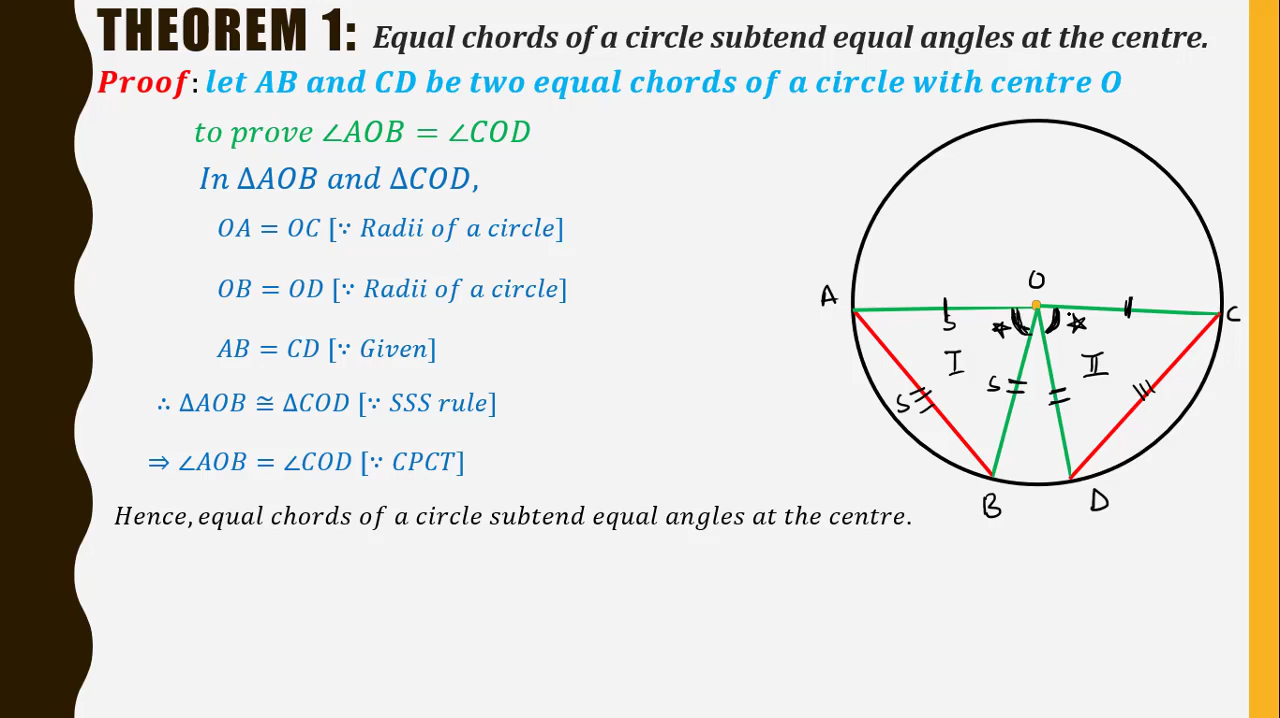 THEOREM 1: Equal chords of a circle subtend equal angles at the centre.
Proof: let AB and CD be two equal chords of a circle with centre O
to prove ∠AOB = ∠COD
In ΔAOB and ΔCOD,
OA = OC [∵ Radii of a circle]
OB = OD [∵ Radii of a circle]
AB = CD [∵ Given]
∴ ΔAOB ≅ ΔCOD [∵ SSS rule]
⇒ ∠AOB = ∠COD [∵ CPCT]
Hence, equal chords of a circle subtend equal angles at the centre.
O
A
C
S
I
II
S
S
B
D